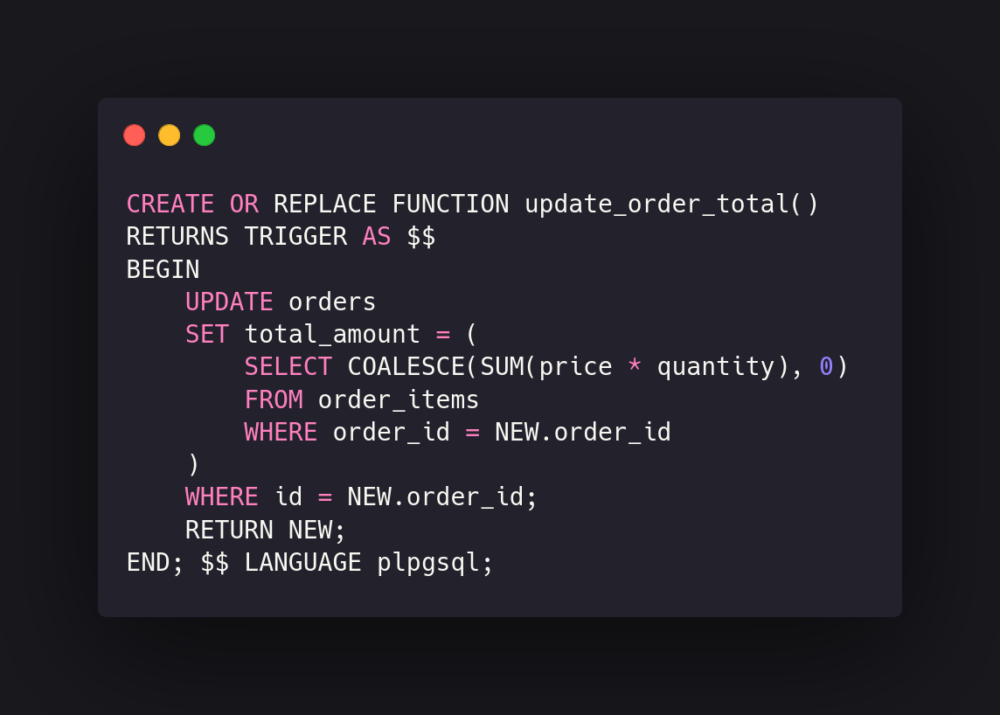 CREATE OR REPLACE FUNCTION update_order_total()
RETURNS TRIGGER AS $$
BEGIN
    UPDATE orders
    SET total_amount = (
        SELECT COALESCE(SUM(price * quantity), 0)
        FROM order_items
        WHERE order_id = NEW.order_id
    )
    WHERE id = NEW.order_id;
    RETURN NEW;
END; $$ LANGUAGE plpgsql;